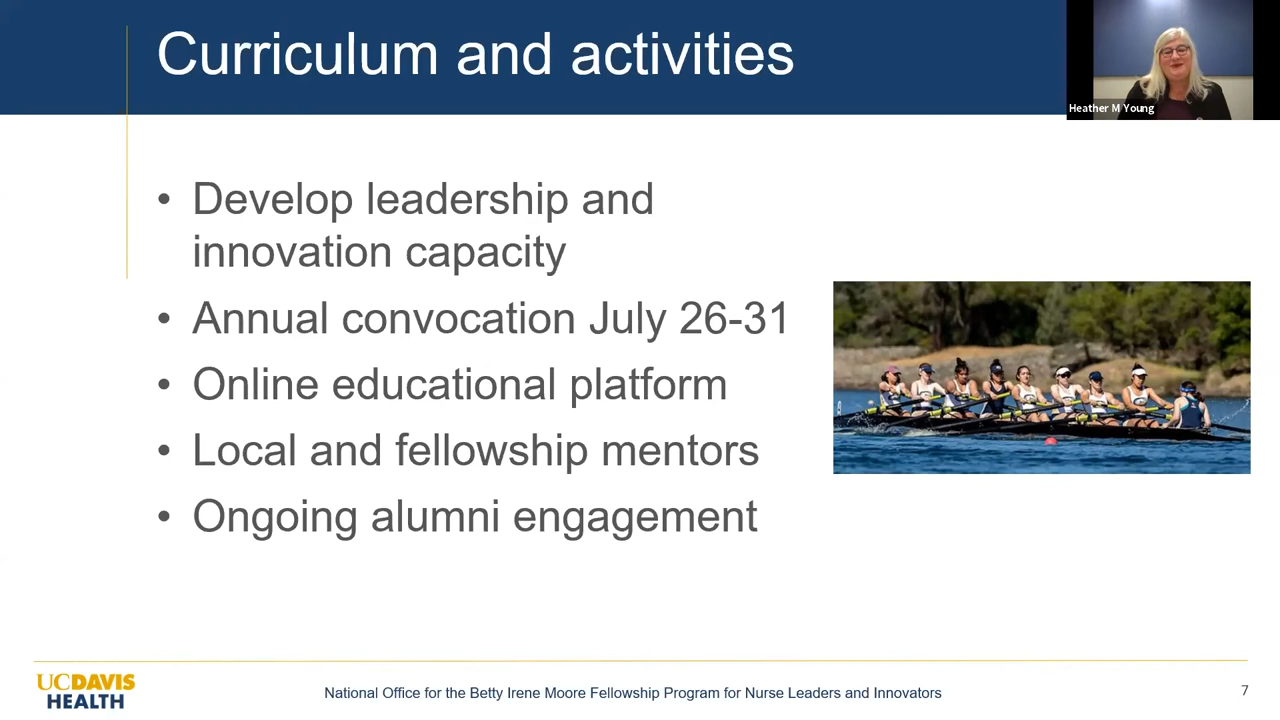 Curriculum and activities
Heather M Young
• Develop leadership and
innovation capacity
• Annual convocation July 26-31
• Online educational platform
• Local and fellowship mentors
• Ongoing alumni engagement
UCDAVIS
HEALTH
National Office for the Betty Irene Moore Fellowship Program for Nurse Leaders and Innovators
7